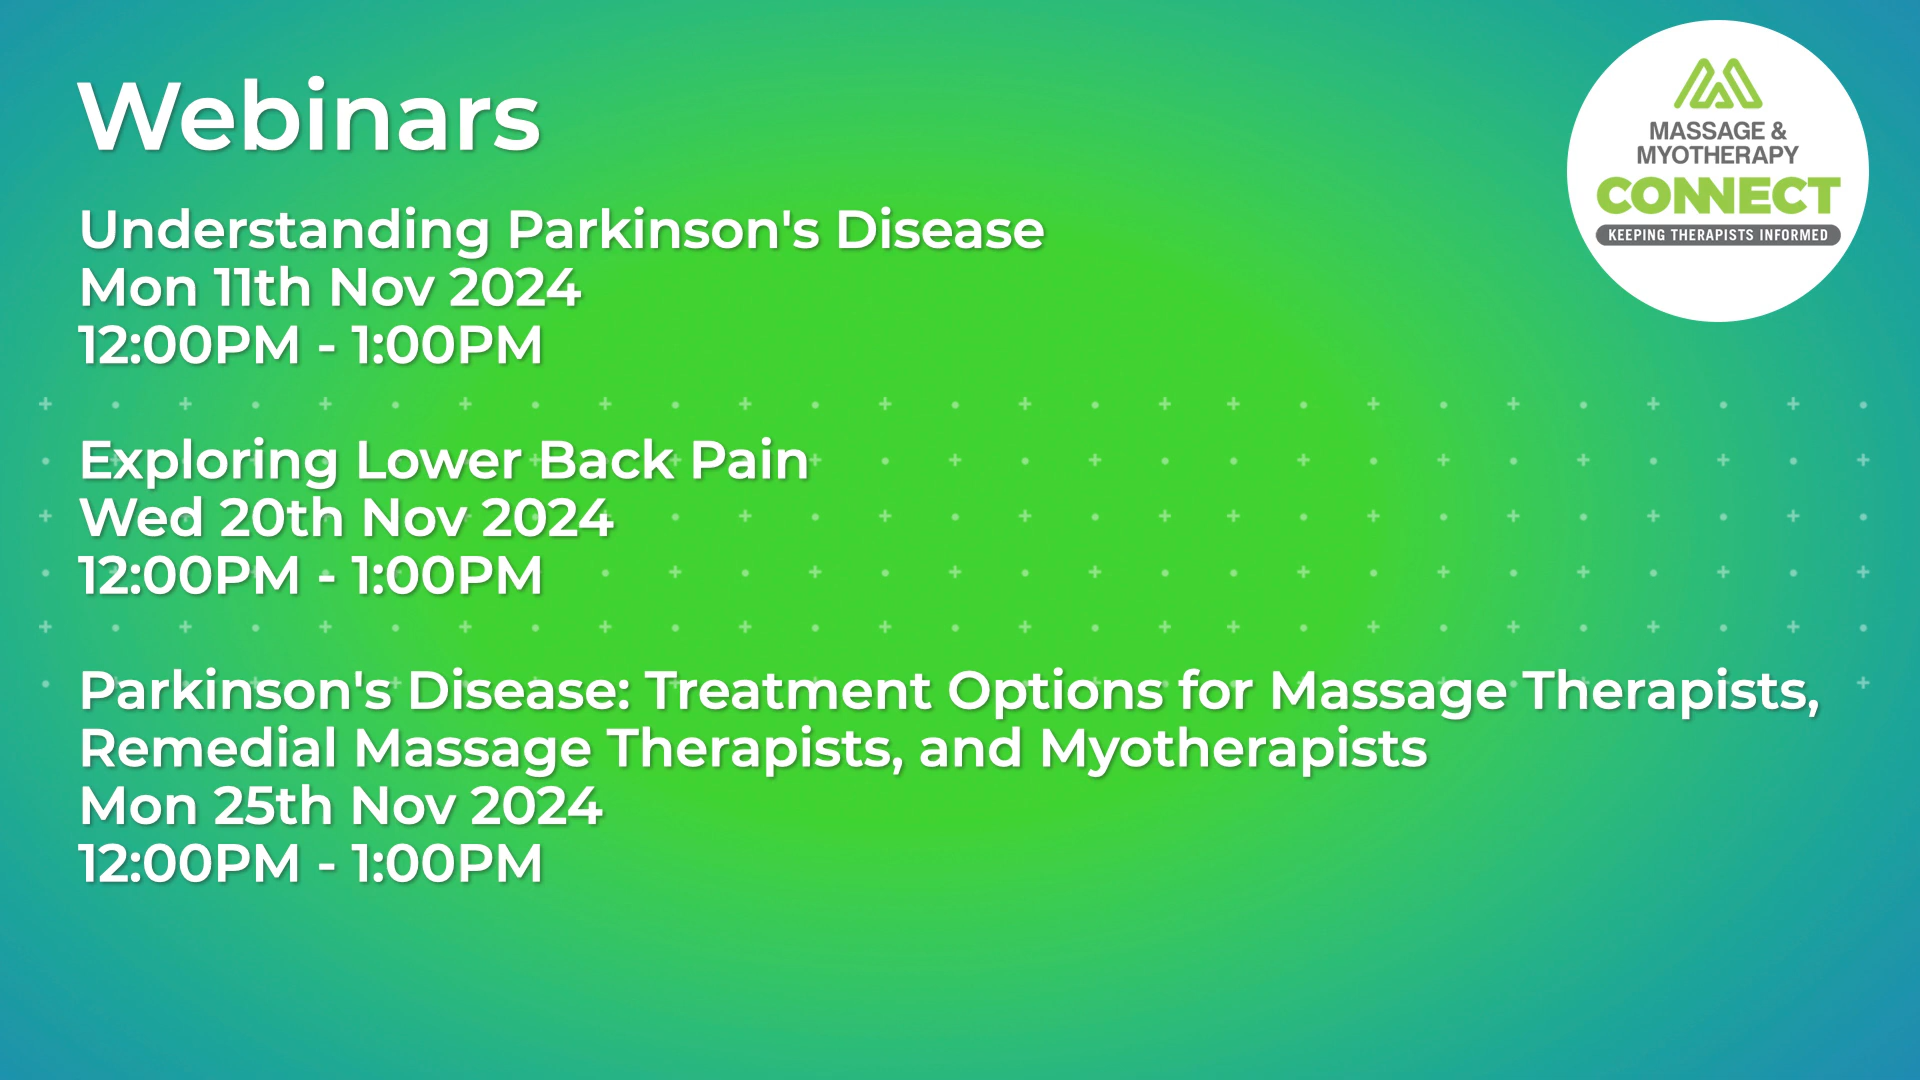 Webinars
MASSAGE &
MYOTHERAPY
CONNECT
KEEPING THERAPISTS INFORMED
Understanding Parkinson's Disease
Mon 11th Nov 2024
12:00PM - 1:00PM
Exploring Lower Back Pain
Wed 20th Nov 2024
12:00PM - 1:00PM
Parkinson's Disease: Treatment Options for Massage Therapists,
Remedial Massage Therapists, and Myotherapists
Mon 25th Nov 2024
12:00PM - 1:00PM